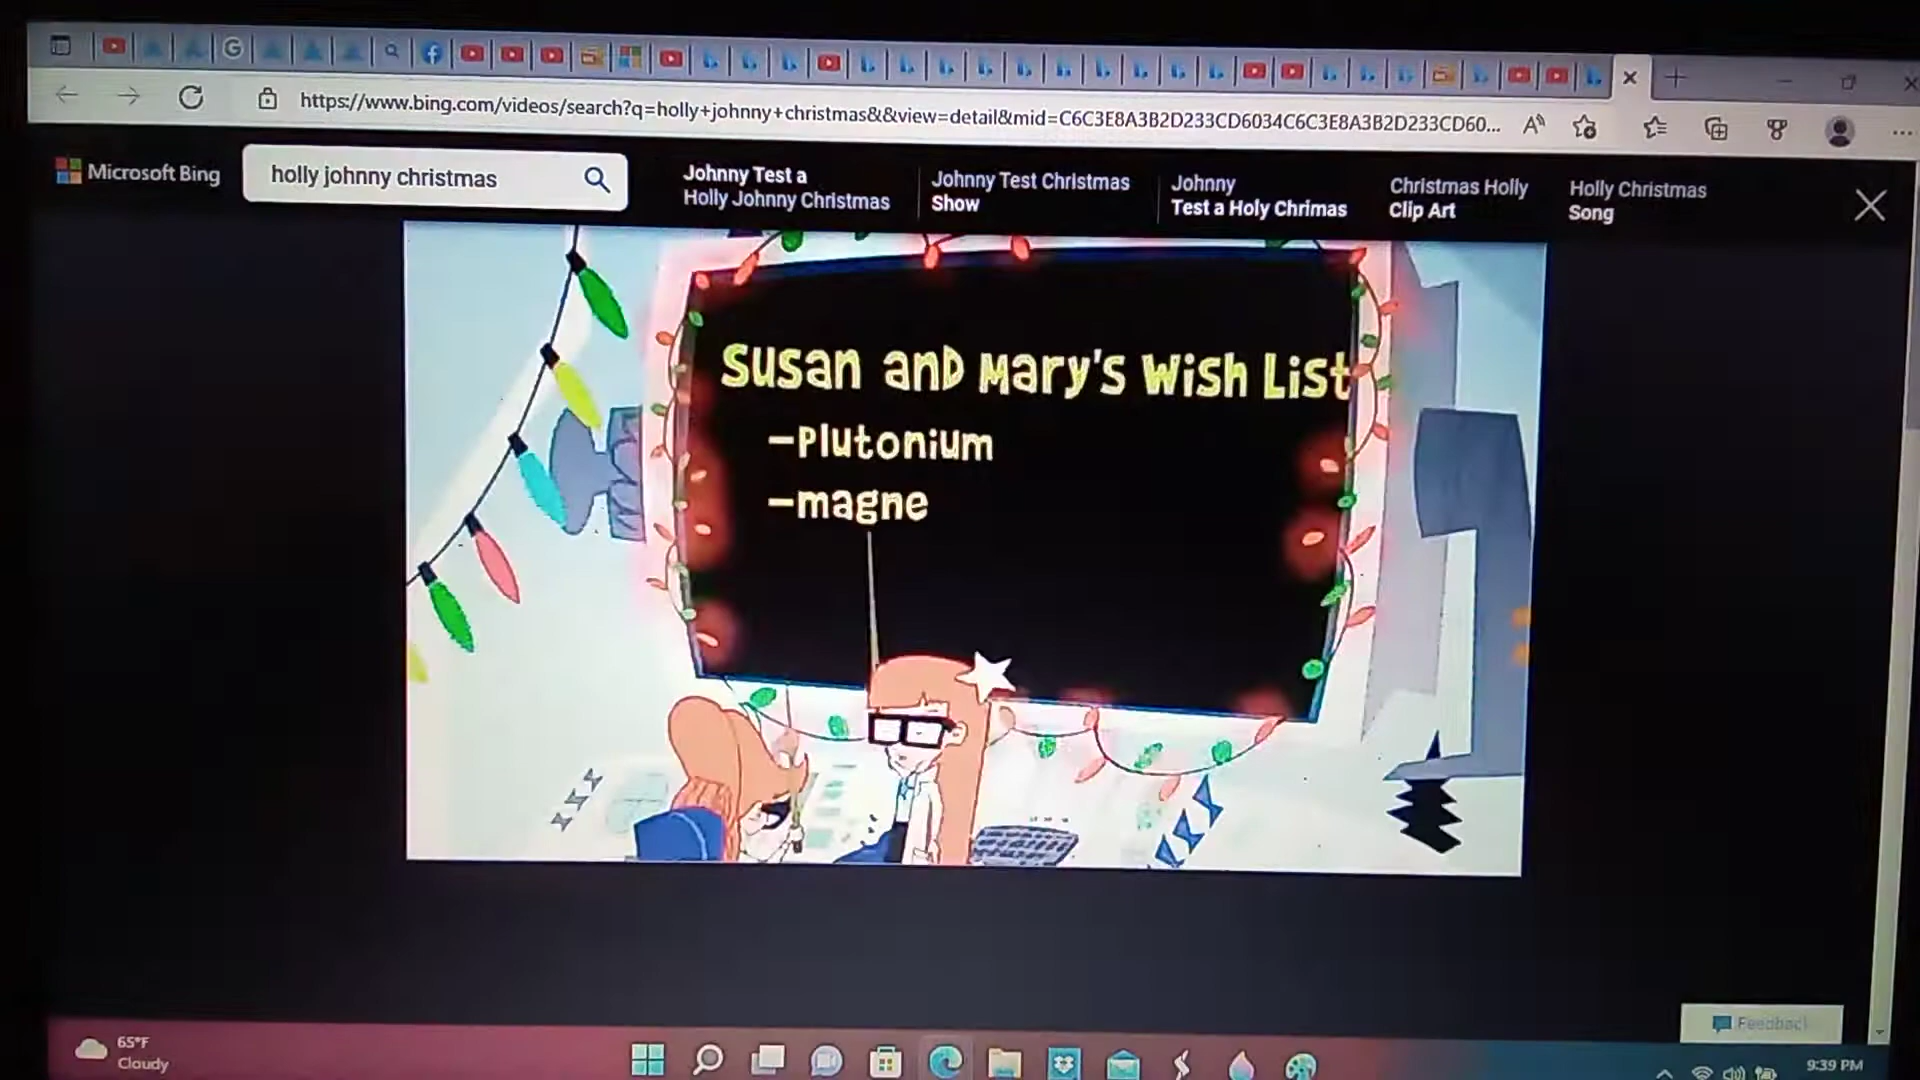 https://www.bing.com/videos/search?q=holly+johnny+christmas&&view=detail&mid=C6C3E8A3B2D233CD6034C6C3E8A3B2D233CD60...
Microsoft Bing
holly johnny christmas
Johnny Test a
Holly Johnny Christmas
Johnny Test Christmas
Show
Johnny
Test a Holy Chrimas
Christmas Holly
Clip Art
Holly Christmas
Song
Susan and Mary's Wish List
–Plutonium
–magne
Feedback
65°F
Cloudy
9:39 PM